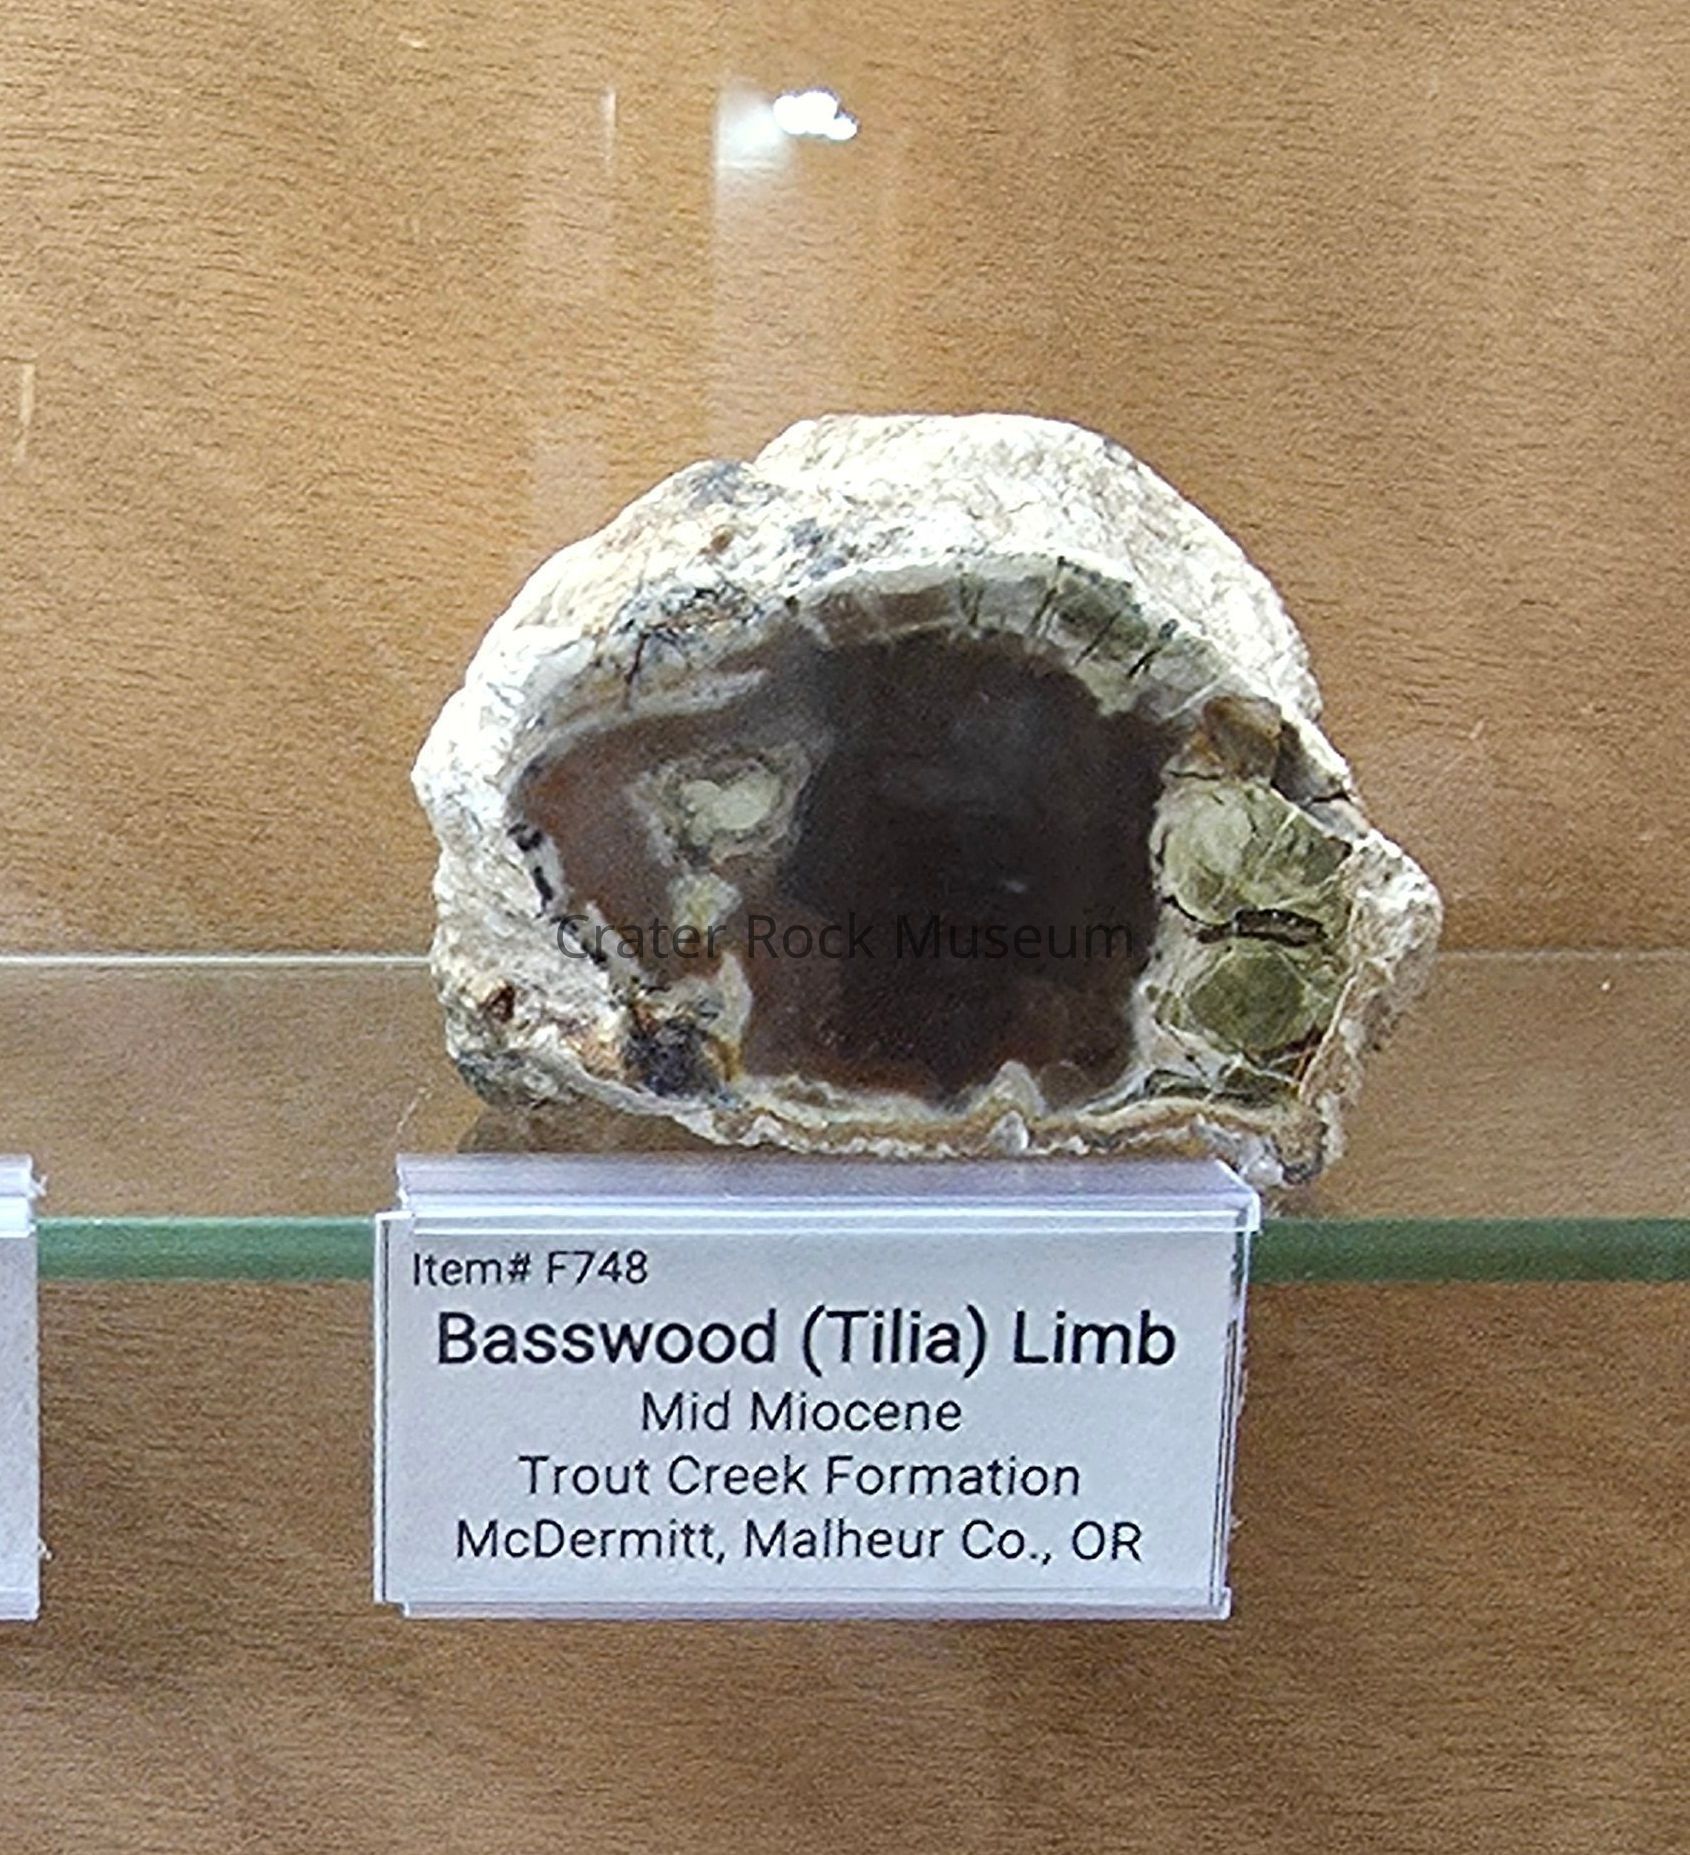 Crater Rock Museum
Item# F748
Basswood (Tilia) Limb
Mid Miocene
Trout Creek Formation
McDermitt, Malheur Co., OR